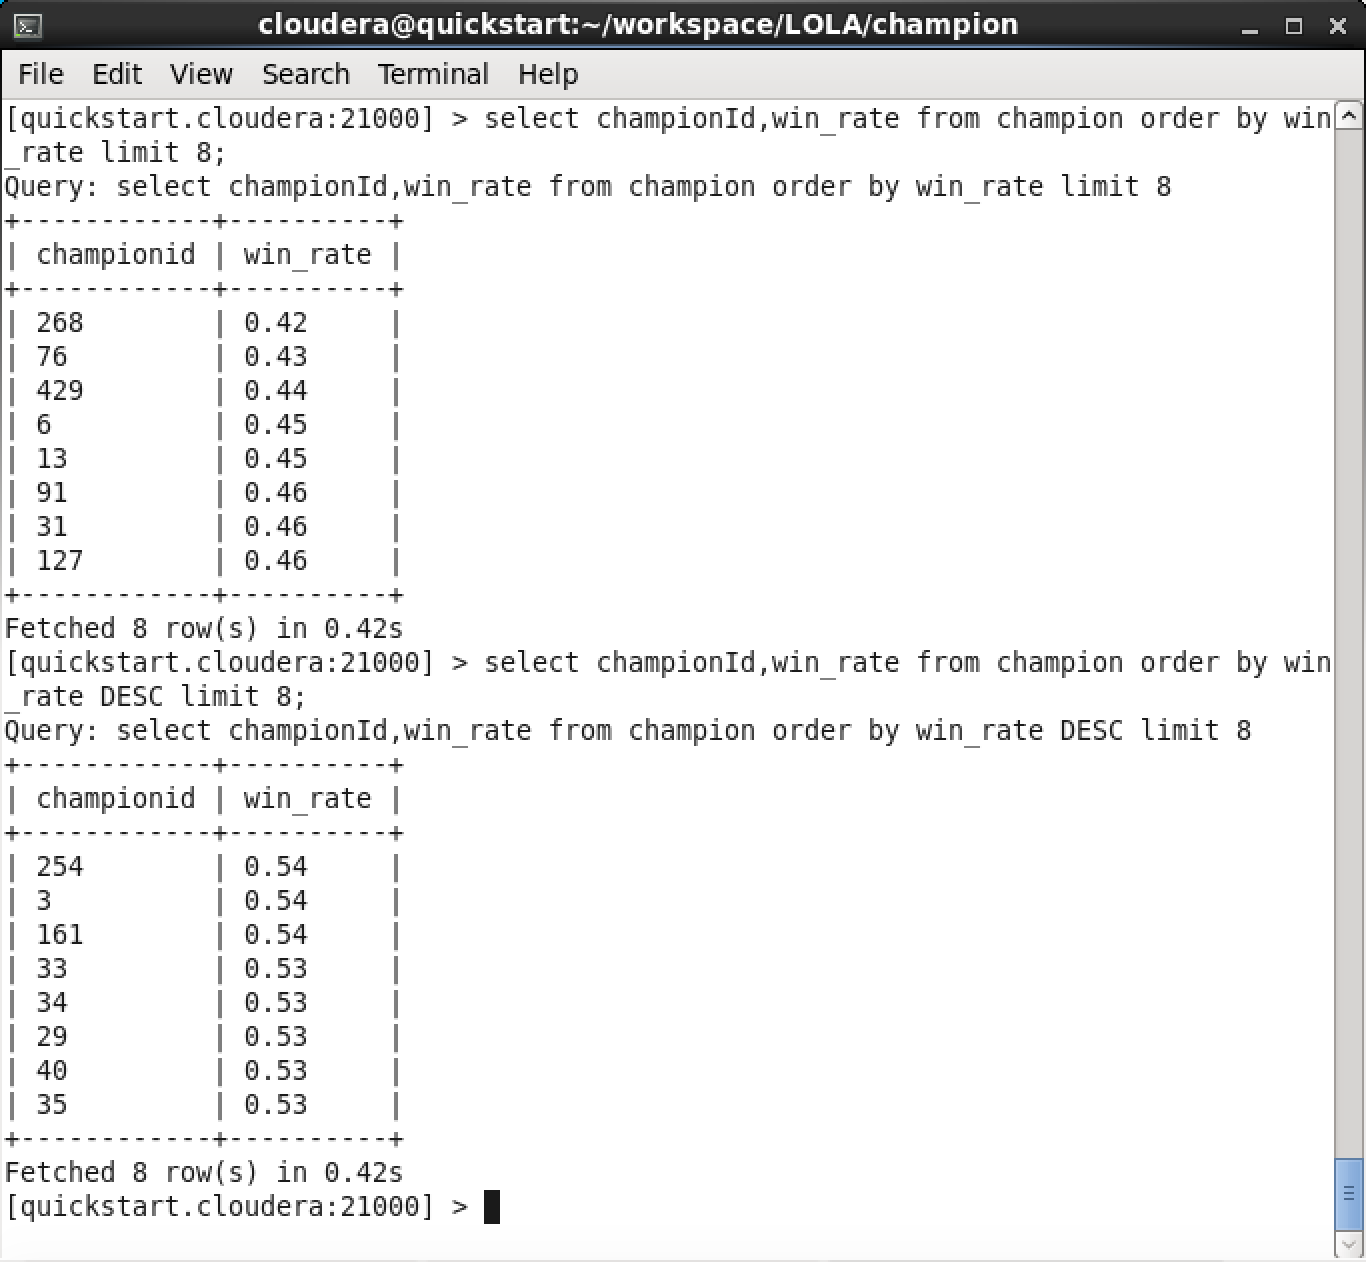 cloudera@quickstart:~/workspace/LOLA/champion
File Edit View Search Terminal Help
[quickstart.cloudera:21000] > select championId,win_rate from champion order by win
_rate limit 8;
Query: select championId,win_rate from champion order by win_rate limit 8
+------------+----------+
| championid | win_rate |
+------------+----------+
| 268        | 0.42     |
| 76         | 0.43     |
| 429        | 0.44     |
| 6          | 0.45     |
| 13         | 0.45     |
| 91         | 0.46     |
| 31         | 0.46     |
| 127        | 0.46     |
+------------+----------+
Fetched 8 row(s) in 0.42s
[quickstart.cloudera:21000] > select championId,win_rate from champion order by win
_rate DESC limit 8;
Query: select championId,win_rate from champion order by win_rate DESC limit 8
+------------+----------+
| championid | win_rate |
+------------+----------+
| 254        | 0.54     |
| 3          | 0.54     |
| 161        | 0.54     |
| 33         | 0.53     |
| 34         | 0.53     |
| 29         | 0.53     |
| 40         | 0.53     |
| 35         | 0.53     |
+------------+----------+
Fetched 8 row(s) in 0.42s
[quickstart.cloudera:21000] >